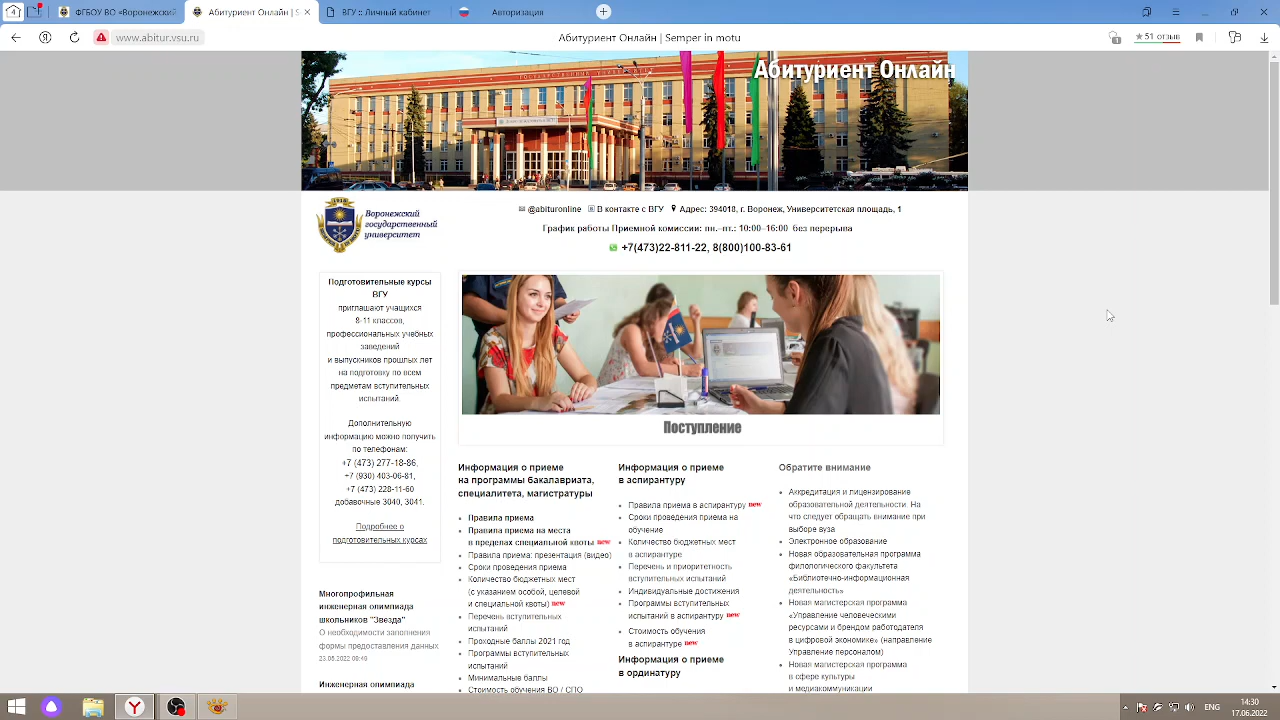 ФГБОУ ВО «Воронежский
Абитуриент Онлайн | S
АВТОРИЗАЦИЯ
www.abitur.vsu.ru
Абитуриент Онлайн | Semper in motu
51 отзыв
Абитуриент Онлайн
Воронежский
государственный
университет
@abituronline В контакте с ВГУ Адрес: 394018, г. Воронеж, Университетская площадь, 1
График работы Приемной комиссии: пн.-пт.: 10:00–16:00 без перерыва
+7(473)22-811-22, 8(800)100-83-61
Подготовительные курсы
ВГУ
приглашают учащихся
8-11 классов,
профессиональных учебных
заведений
и выпускников прошлых лет
на подготовку по всем
предметам вступительных
испытаний.
Дополнительную
информацию можно получить
по телефонам:
+7 (473) 277-18-86,
+7 (930) 403-06-81,
+7 (473) 228-11-60
добавочные 3040, 3041.
Подробнее о
подготовительных курсах
Многопрофильная
инженерная олимпиада
школьников "Звезда"
О необходимости заполнения
формы предоставления данных
23.05.2022 08:48
Инженерная олимпиада
Поступление
Информация о приеме
на программы бакалавриата,
специалитета, магистратуры
Правила приема
Правила приема на места
в пределах специальной квоты new
Правила приема: презентация (видео)
Сроки проведения приема
Количество бюджетных мест
(с указанием особой, целевой
и специальной квоты) new
Перечень вступительных
испытаний
Проходные баллы 2021 год
Программы вступительных
испытаний
Минимальные баллы
Стоимость обучения ВО / СПО
Информация о приеме
в аспирантуру
Правила приема в аспирантуру new
Сроки проведения приема на
обучение
Количество бюджетных мест
в аспирантуре
Перечень и приоритетность
вступительных испытаний
Индивидуальные достижения
Программы вступительных
испытаний в аспирантуру new
Стоимость обучения
в аспирантуре new
Информация о приеме
в ординатуру
Обратите внимание
Аккредитация и лицензирование
образовательной деятельности. На
что следует обращать внимание при
выборе вуза
Электронное образование
Новая образовательная программа
филологического факультета
«Библиотечно-информационная
деятельность»
Новая магистерская программа
«Управление человеческими
ресурсами и брендом работодателя
в цифровой экономике» (направление
Управление персоналом)
Новая магистерская программа
в сфере культуры
и медиакоммуникации
ENG
14:30
17.06.2022